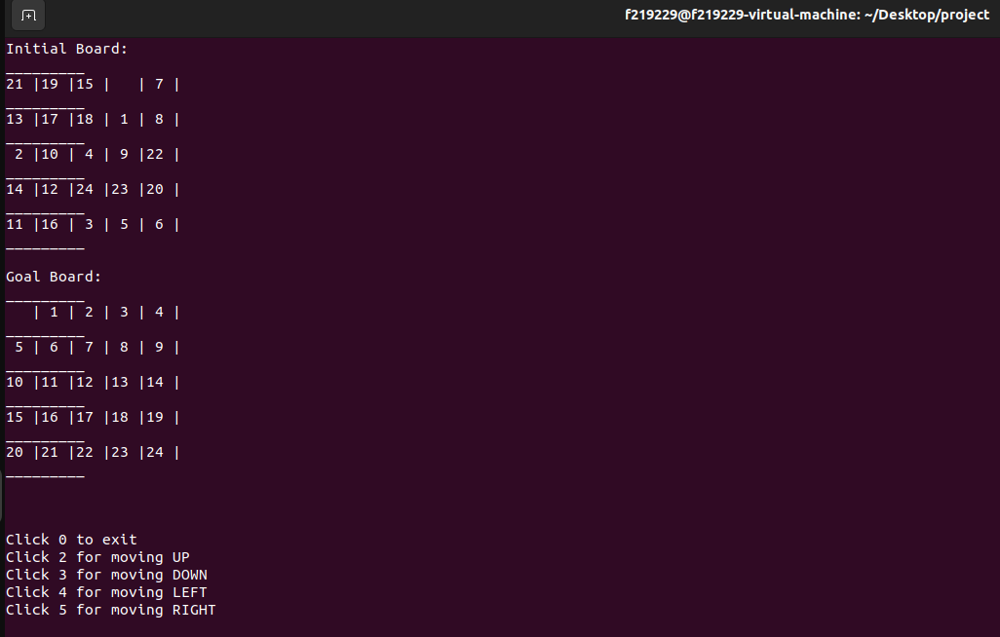 f219229@f219229-virtual-machine: ~/Desktop/project
Initial Board:
_________
21 |19 |15 |   | 7 |
_________
13 |17 |18 | 1 | 8 |
_________
 2 |10 | 4 | 9 |22 |
_________
14 |12 |24 |23 |20 |
_________
11 |16 | 3 | 5 | 6 |
_________
Goal Board:
_________
   | 1 | 2 | 3 | 4 |
_________
 5 | 6 | 7 | 8 | 9 |
_________
10 |11 |12 |13 |14 |
_________
15 |16 |17 |18 |19 |
_________
20 |21 |22 |23 |24 |
_________
Click 0 to exit
Click 2 for moving UP
Click 3 for moving DOWN
Click 4 for moving LEFT
Click 5 for moving RIGHT